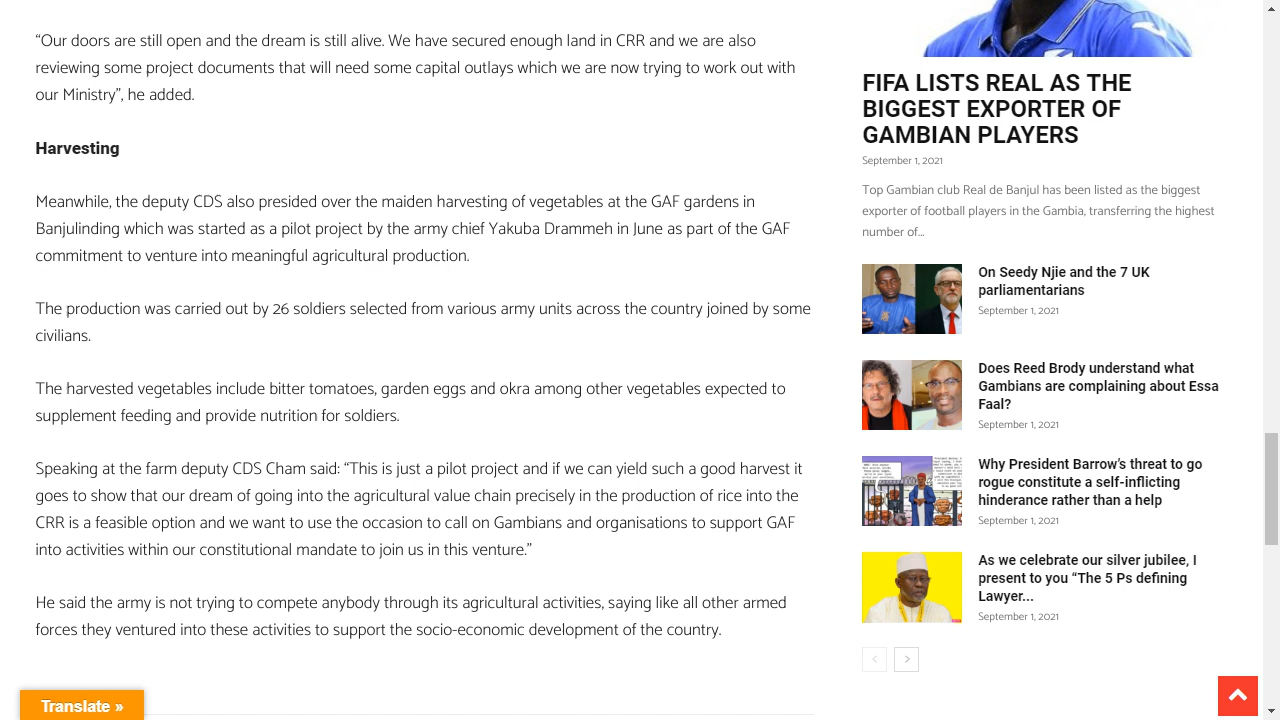 “Our doors are still open and the dream is still alive. We have secured enough land in CRR and we are also
reviewing some project documents that will need some capital outlays which we are now trying to work out with
our Ministry”, he added.
Harvesting
Meanwhile, the deputy CDS also presided over the maiden harvesting of vegetables at the GAF gardens in
Banjulinding which was started as a pilot project by the army chief Yakuba Drammeh in June as part of the GAF
commitment to venture into meaningful agricultural production.
The production was carried out by 26 soldiers selected from various army units across the country joined by some
civilians.
The harvested vegetables include bitter tomatoes, garden eggs and okra among other vegetables expected to
supplement feeding and provide nutrition for soldiers.
Speaking at the farm deputy CDS Cham said: “This is just a pilot project and if we can yield such a good harvest it
goes to show that our dream of going into the agricultural value chain precisely in the production of rice into the
CRR is a feasible option and we want to use the occasion to call on Gambians and organisations to support GAF
into activities within our constitutional mandate to join us in this venture.”
He said the army is not trying to compete anybody through its agricultural activities, saying like all other armed
forces they ventured into these activities to support the socio-economic development of the country.
Translate »
FIFA LISTS REAL AS THE
BIGGEST EXPORTER OF
GAMBIAN PLAYERS
September 1, 2021
Top Gambian club Real de Banjul has been listed as the biggest
exporter of football players in the Gambia, transferring the highest
number of...
On Seedy Njie and the 7 UK
parliamentarians
September 1, 2021
Does Reed Brody understand what
Gambians are complaining about Essa
Faal?
September 1, 2021
Why President Barrow’s threat to go
rogue constitute a self-inflicting
hinderance rather than a help
September 1, 2021
As we celebrate our silver jubilee, I
present to you “The 5 Ps defining
Lawyer...
September 1, 2021